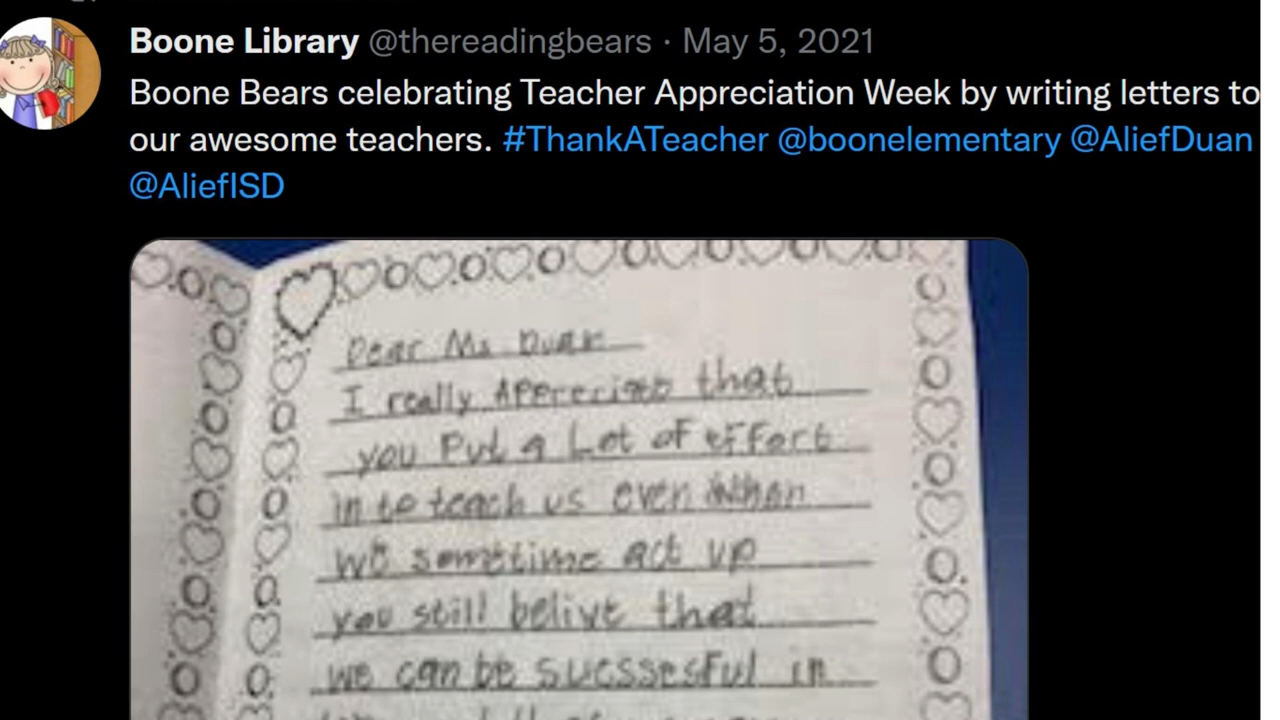 Boone Library @thereadingbears · May 5, 2021
Boone Bears celebrating Teacher Appreciation Week by writing letters to
our awesome teachers. #ThankATeacher @boonelementary @AliefDuan
@AliefISD
Dear Ms Duan
I really
that
you Put a Lot of effort
in to teach us even when
we sometime act up
you still belive that
we can be sucssesful in